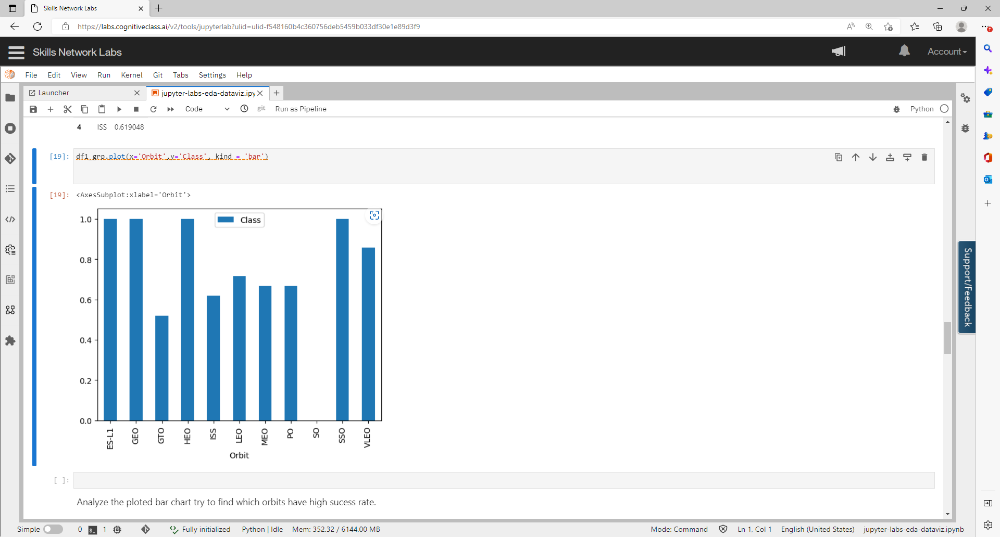 Skills Network Labs
https://labs.cognitiveclass.ai/v2/tools/jupyterlab?ulid=ulid-f548160b4c360756deb5459b033df30e1e89d3f9
Skills Network Labs
Account
File Edit View Run Kernel Git Tabs Settings Help
Launcher
jupyter-labs-eda-dataviz.ipy
Code
git
Run as Pipeline
Python
4 ISS 0.619048
[19]: df1_grp.plot(x='Orbit',y='Class', kind = 'bar')
[19]: <AxesSubplot:xlabel='Orbit'>
Class
1.0
0.8
0.6
0.4
0.2
0.0
ES-L1 GEO GTO HEO ISS LEO MEO PO SO SSO VLEO
Orbit
Support/Feedback
[ ]:
Analyze the ploted bar chart try to find which orbits have high sucess rate.
Simple 0 $_ 1 Fully initialized Python | Idle Mem: 352.32 / 6144.00 MB Mode: Command Ln 1, Col 1 English (United States) jupyter-labs-eda-dataviz.ipynb